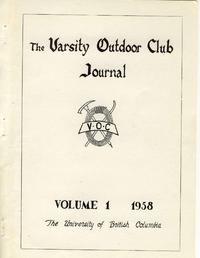 The Varsity Outdoor Club
Journal
V.O.C
VOLUME 1 1958
The University of British Columbia